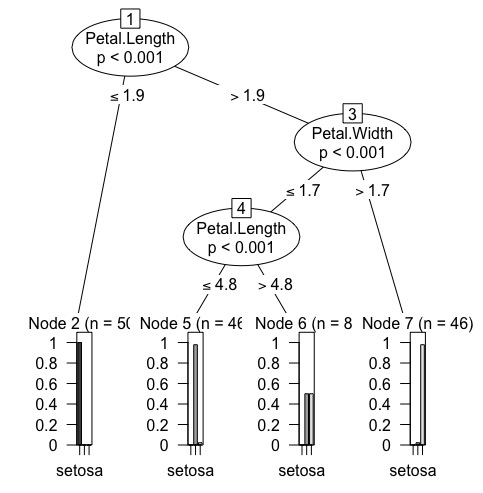 1
Petal.Length
p < 0.001
≤ 1.9
> 1.9
3
Petal.Width
p < 0.001
≤ 1.7
> 1.7
4
Petal.Length
p < 0.001
≤ 4.8
> 4.8
Node 2 (n = 50
1
0.8
0.6
0.4
0.2
0
setosa
Node 5 (n = 46
1
0.8
0.6
0.4
0.2
0
setosa
Node 6 (n = 8
1
0.8
0.6
0.4
0.2
0
setosa
Node 7 (n = 46)
1
0.8
0.6
0.4
0.2
0
setosa